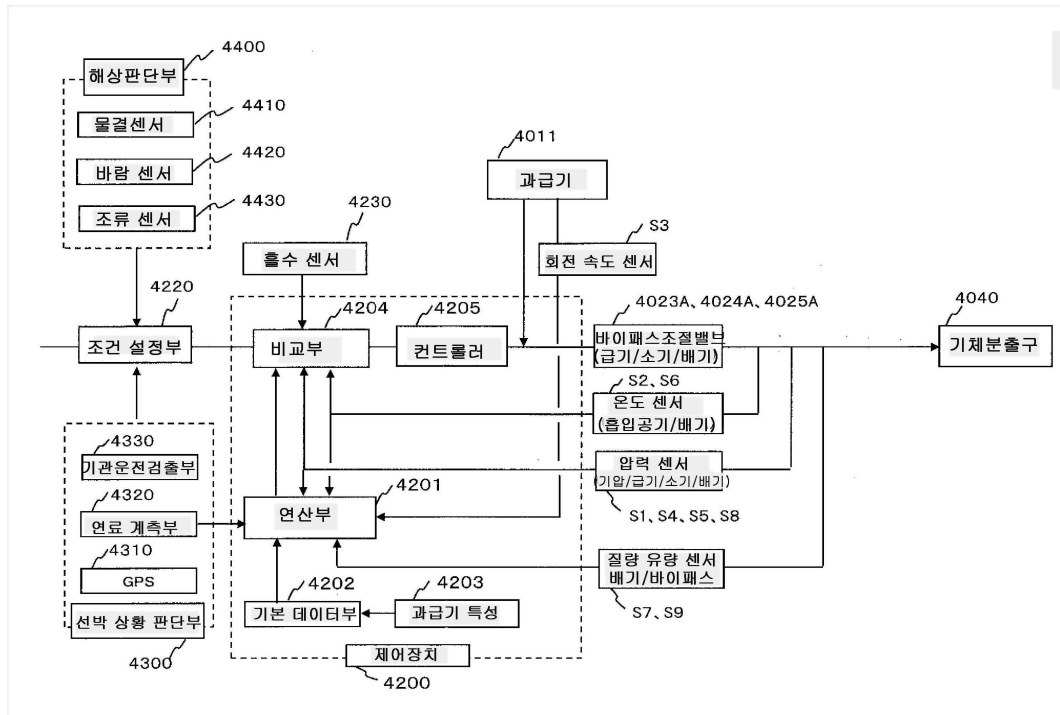 4400
해상판단부
4410
물결센서
4420
바람 센서
4430
조류 센서
4011
과급기
4230
흘수 센서
S3
회전 속도 센서
4220
조건 설정부
4204
비교부
4205
컨트롤러
4023A、4024A、4025A
바이패스조절밸브
(급기/소기/배기)
4040
기체분출구
S2、S6
온도 센서
(흡입공기/배기)
4330
기관운전검출부
압력 센서
(기압/급기/소기/배기)
S1、S4、S5、S8
4320
연료 계측부
4201
연산부
4310
GPS
질량 유량 센서
배기/바이패스
S7、S9
4202
기본 데이터부
4203
과급기 특성
선박 상황 판단부
4300
제어장치
4200